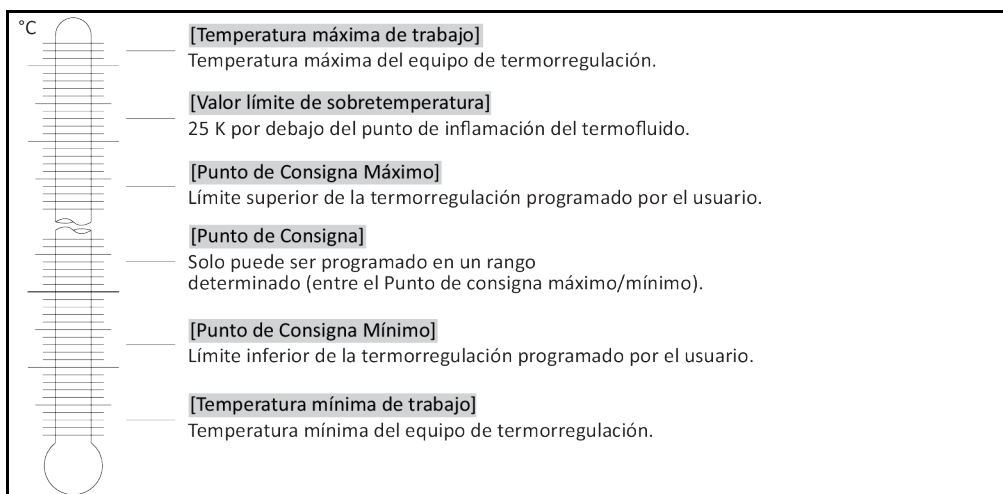 °C
[Temperatura máxima de trabajo]
Temperatura máxima del equipo de termorregulación.
[Valor límite de sobretemperatura]
25 K por debajo del punto de inflamación del termofluido.
[Punto de Consigna Máximo]
Límite superior de la termorregulación programado por el usuario.
[Punto de Consigna]
Solo puede ser programado en un rango
determinado (entre el Punto de consigna máximo/mínimo).
[Punto de Consigna Mínimo]
Límite inferior de la termorregulación programado por el usuario.
[Temperatura mínima de trabajo]
Temperatura mínima del equipo de termorregulación.